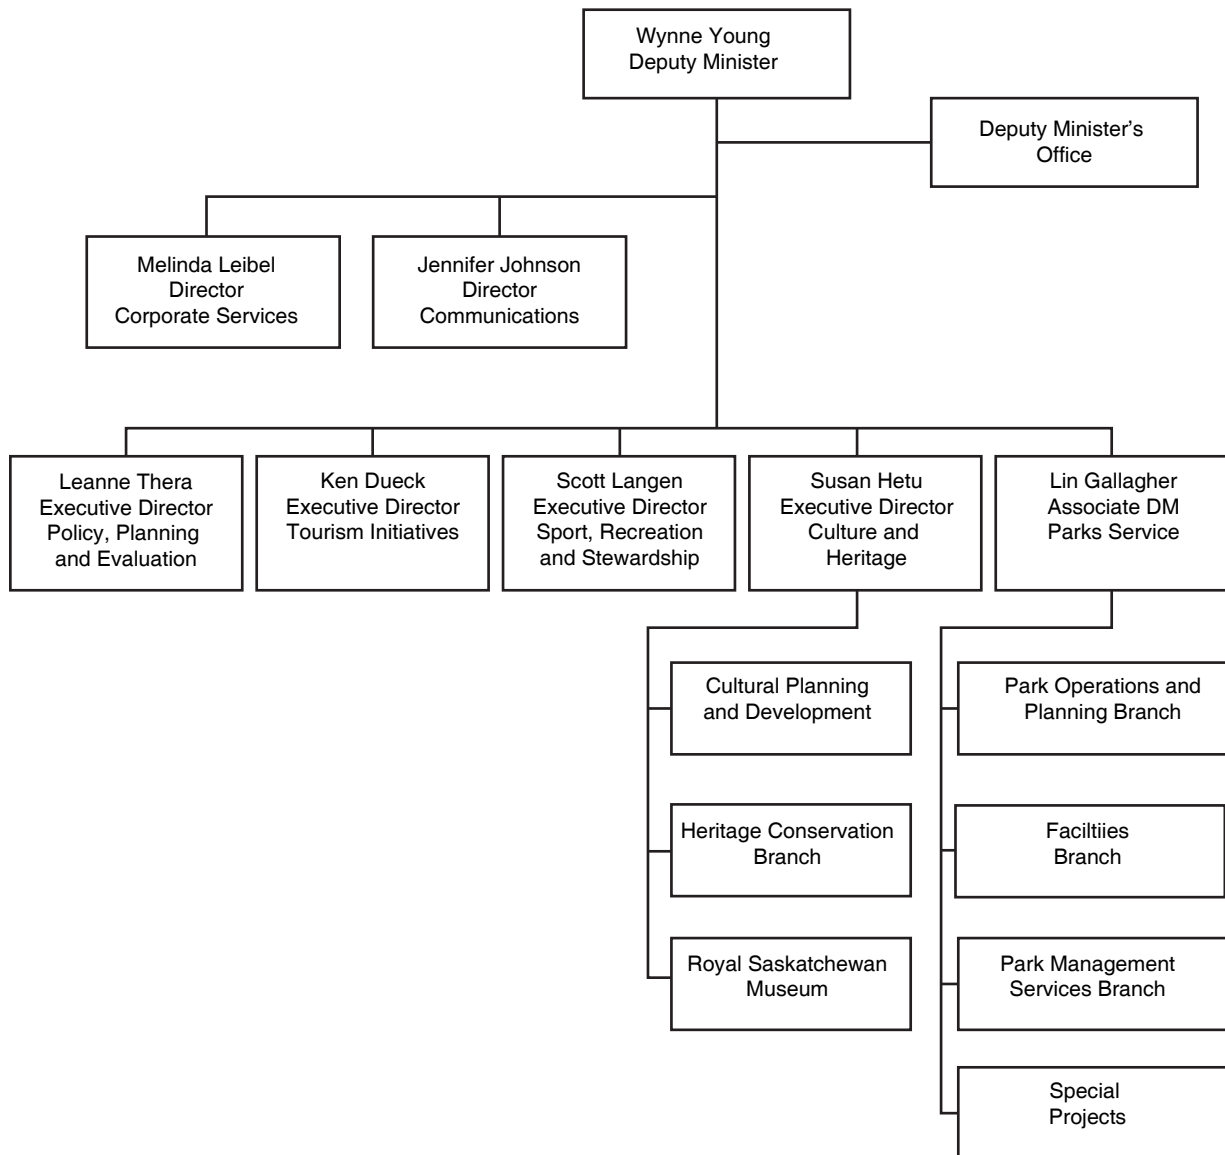 Wynne Young
Deputy Minister
Deputy Minister's
Office
Melinda Leibel
Director
Corporate Services
Jennifer Johnson
Director
Communications
Leanne Thera
Executive Director
Policy, Planning
and Evaluation
Ken Dueck
Executive Director
Tourism Initiatives
Scott Langen
Executive Director
Sport, Recreation
and Stewardship
Susan Hetu
Executive Director
Culture and
Heritage
Lin Gallagher
Associate DM
Parks Service
Cultural Planning
and Development
Heritage Conservation
Branch
Royal Saskatchewan
Museum
Park Operations and
Planning Branch
Faciltiies
Branch
Park Management
Services Branch
Special
Projects